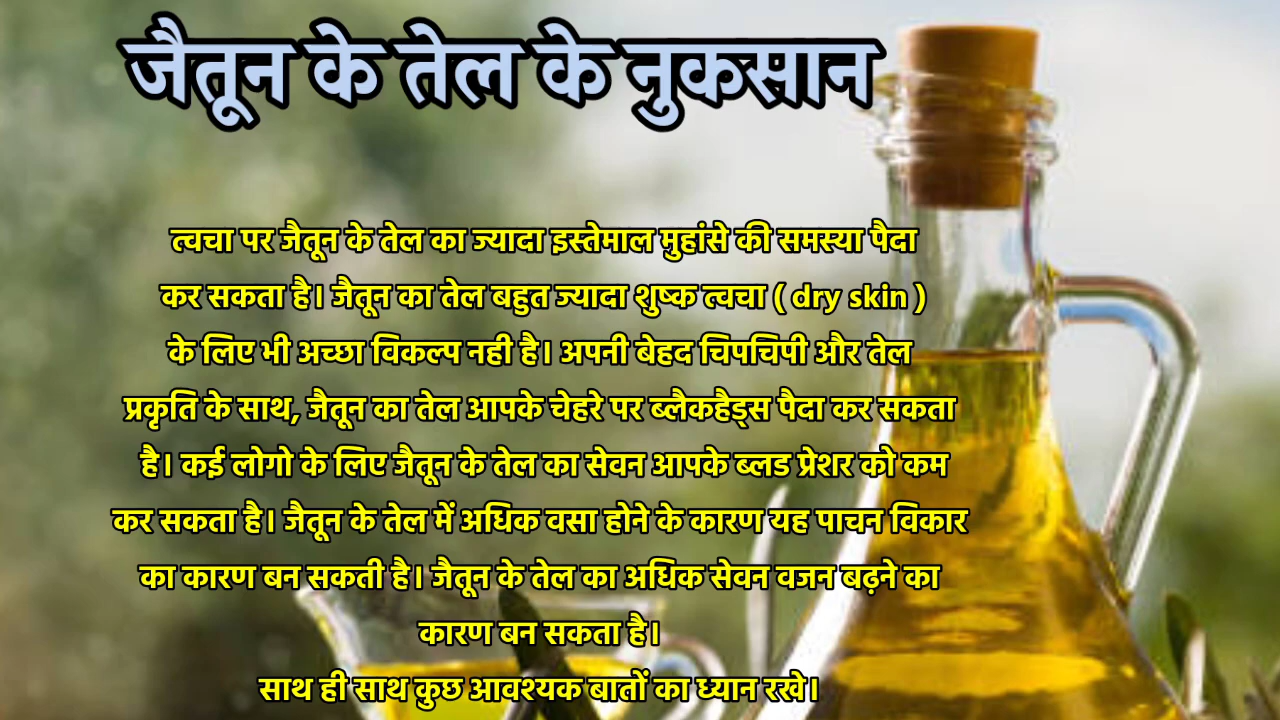 जैतून के तेल के नुकसान
त्वचा पर जैतून के तेल का ज्यादा इस्तेमाल मुहांसे की समस्या पैदा
कर सकता है। जैतून का तेल बहुत ज्यादा शुष्क त्वचा ( dry skin )
के लिए भी अच्छा विकल्प नही है। अपनी बेहद चिपचिपी और तेल
प्रकृति के साथ, जैतून का तेल आपके चेहरे पर ब्लैकहैड्स पैदा कर सकता
है। कई लोगो के लिए जैतून के तेल का सेवन आपके ब्लड प्रेशर को कम
कर सकता है। जैतून के तेल में अधिक वसा होने के कारण यह पाचन विकार
का कारण बन सकती है। जैतून के तेल का अधिक सेवन वजन बढ़ने का
कारण बन सकता है।
साथ ही साथ कुछ आवश्यक बातों का ध्यान रखे।